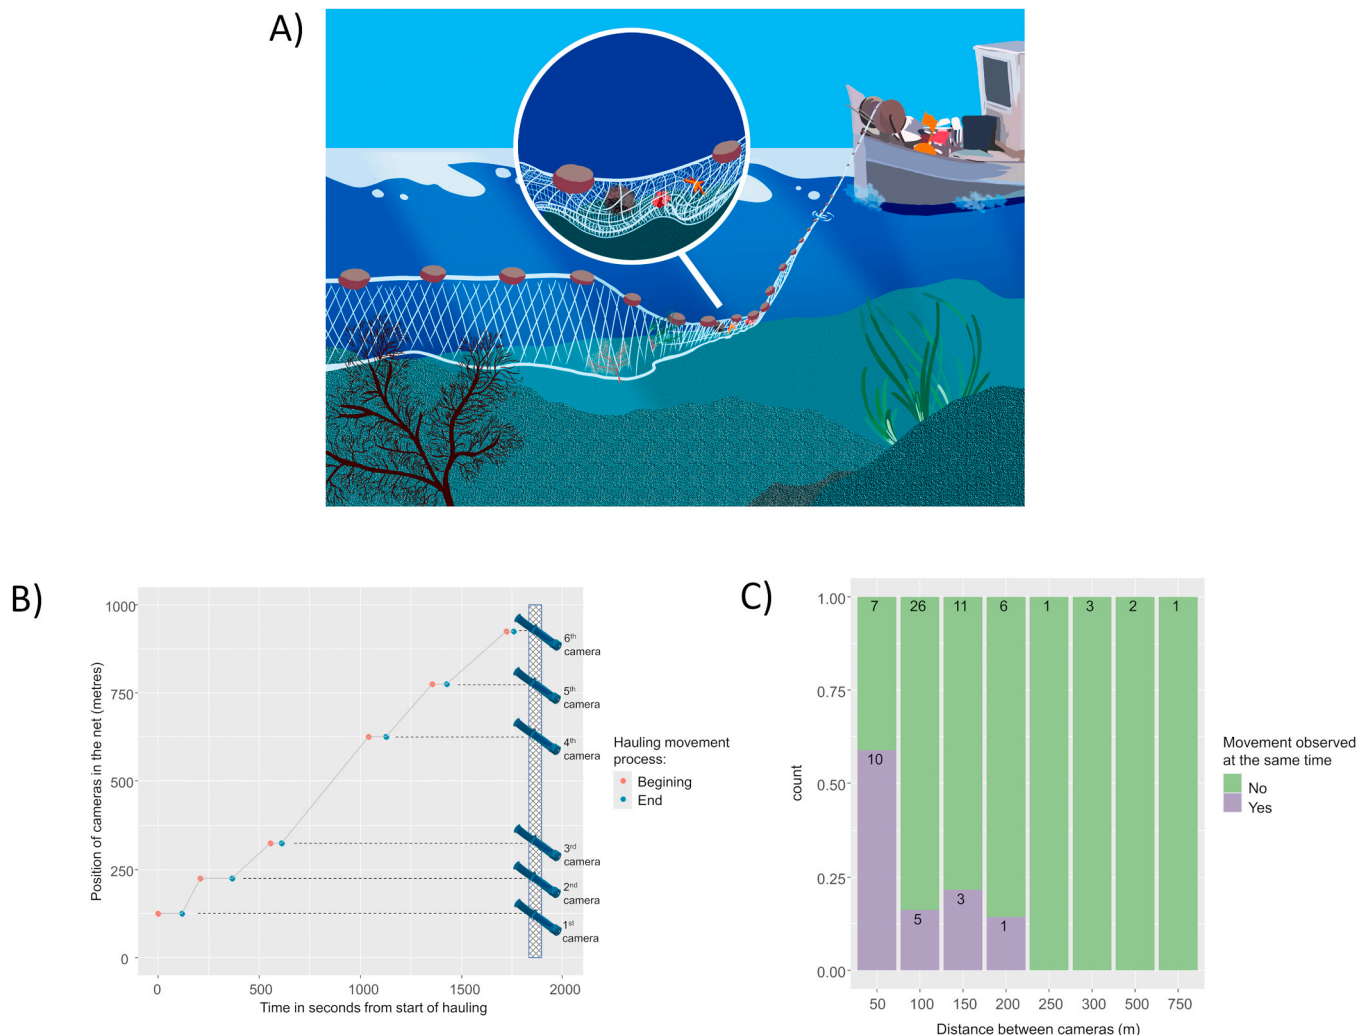 A)
B)
Position of cameras in the net (metres)
1000
750
500
250
0
0
500
1000
1500
2000
Time in seconds from start of hauling
6th
camera
5th
camera
4th
camera
3rd
camera
2nd
camera
1st
camera
Hauling movement
process:
Begining
End
C)
count
1.00
0.75
0.50
0.25
0.00
7
26
11
6
1
3
2
1
10
5
3
1
50
100
150
200
250
300
500
750
Distance between cameras (m)
Movement observed
at the same time
No
Yes